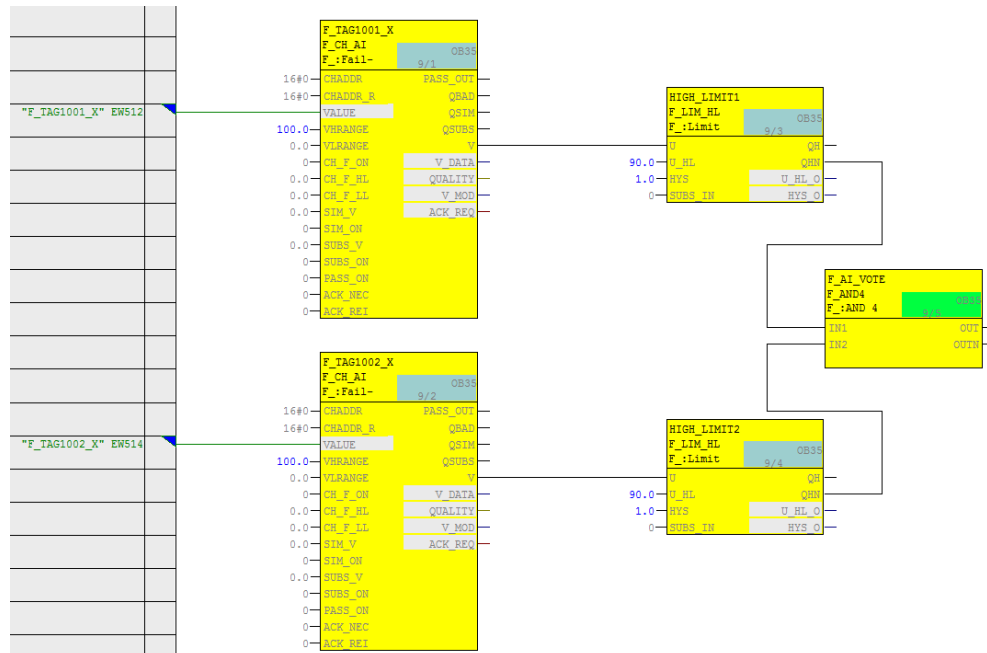 F_TAG1001_X
F_CH_AI
F_:Fail-
OB35
9/1
16#0 CHADDR PASS_OUT
16#0 CHADDR_R QBAD
"F_TAG1001_X" EW512 VALUE QSIM
100.0 VHRANGE QSUBS
0.0 VLRANGE V
0 CH_F_ON V_DATA
0.0 CH_F_HL QUALITY
0.0 CH_F_LL V_MOD
0.0 SIM_V ACK_REQ
0 SIM_ON
0.0 SUBS_V
0 SUBS_ON
0 PASS_ON
0 ACK_NEC
0 ACK_REI
HIGH_LIMIT1
F_LIM_HL
F_:Limit
OB35
9/3
U QH
90.0 U_HL QHN
1.0 HYS U_HL_O
0 SUBS_IN HYS_O
F_AI_VOTE
F_AND4
F_:AND 4
OB35
9/5
IN1 OUT
IN2 OUTN
F_TAG1002_X
F_CH_AI
F_:Fail-
OB35
9/2
16#0 CHADDR PASS_OUT
16#0 CHADDR_R QBAD
"F_TAG1002_X" EW514 VALUE QSIM
100.0 VHRANGE QSUBS
0.0 VLRANGE V
0 CH_F_ON V_DATA
0.0 CH_F_HL QUALITY
0.0 CH_F_LL V_MOD
0.0 SIM_V ACK_REQ
0 SIM_ON
0.0 SUBS_V
0 SUBS_ON
0 PASS_ON
0 ACK_NEC
0 ACK_REI
HIGH_LIMIT2
F_LIM_HL
F_:Limit
OB35
9/4
U QH
90.0 U_HL QHN
1.0 HYS U_HL_O
0 SUBS_IN HYS_O